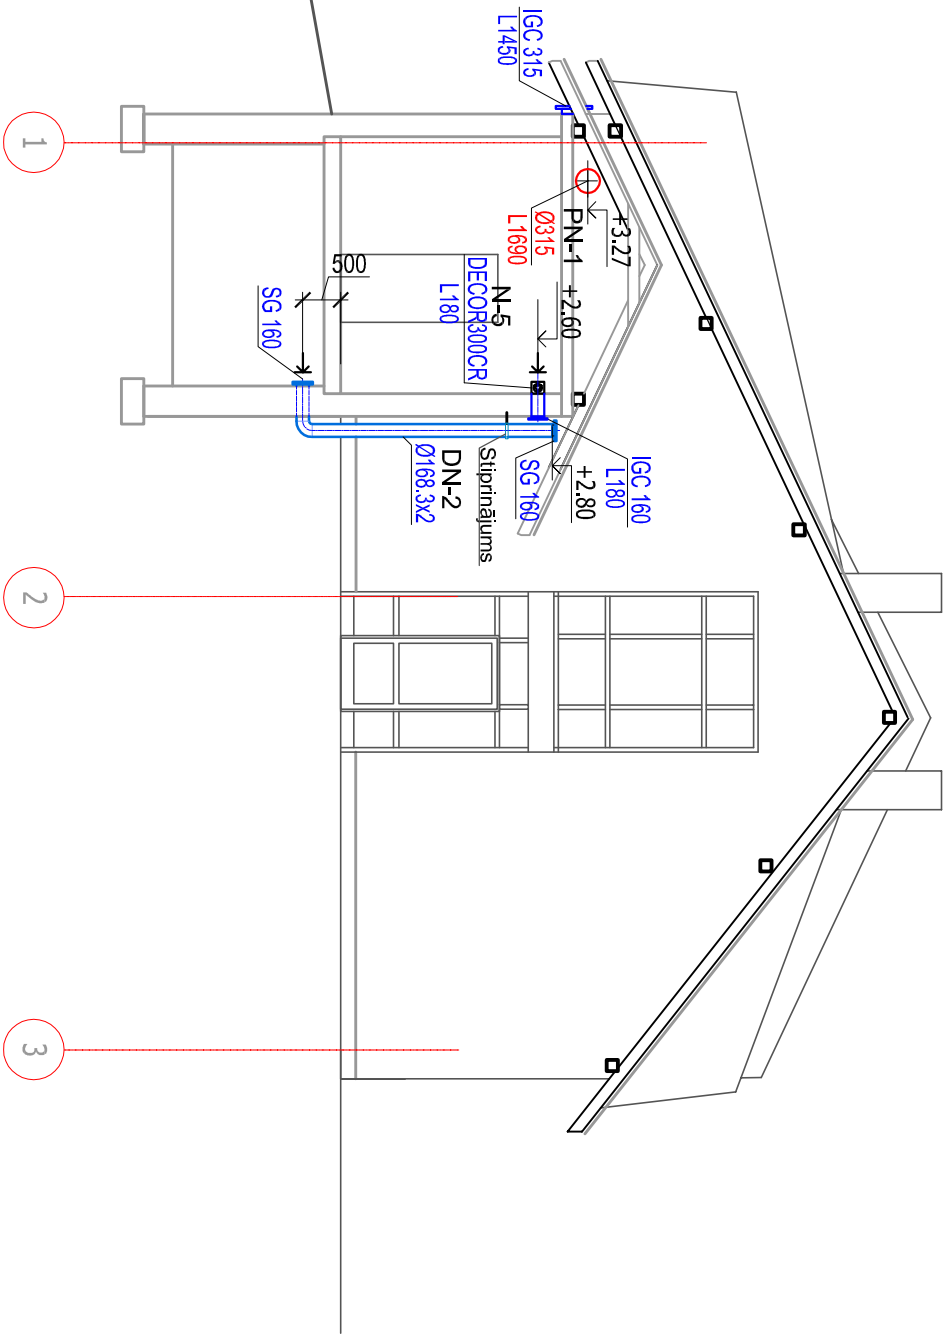 IGC 315
L1450
+3.27
PN-1
Ø315
L1690
+2.60
N-5
DECOR300CR
L180
500
SG 160
IGC 160
L180
+2.80
SG 160
Stiprinājums
DN-2
Ø168.3x2
1
2
3